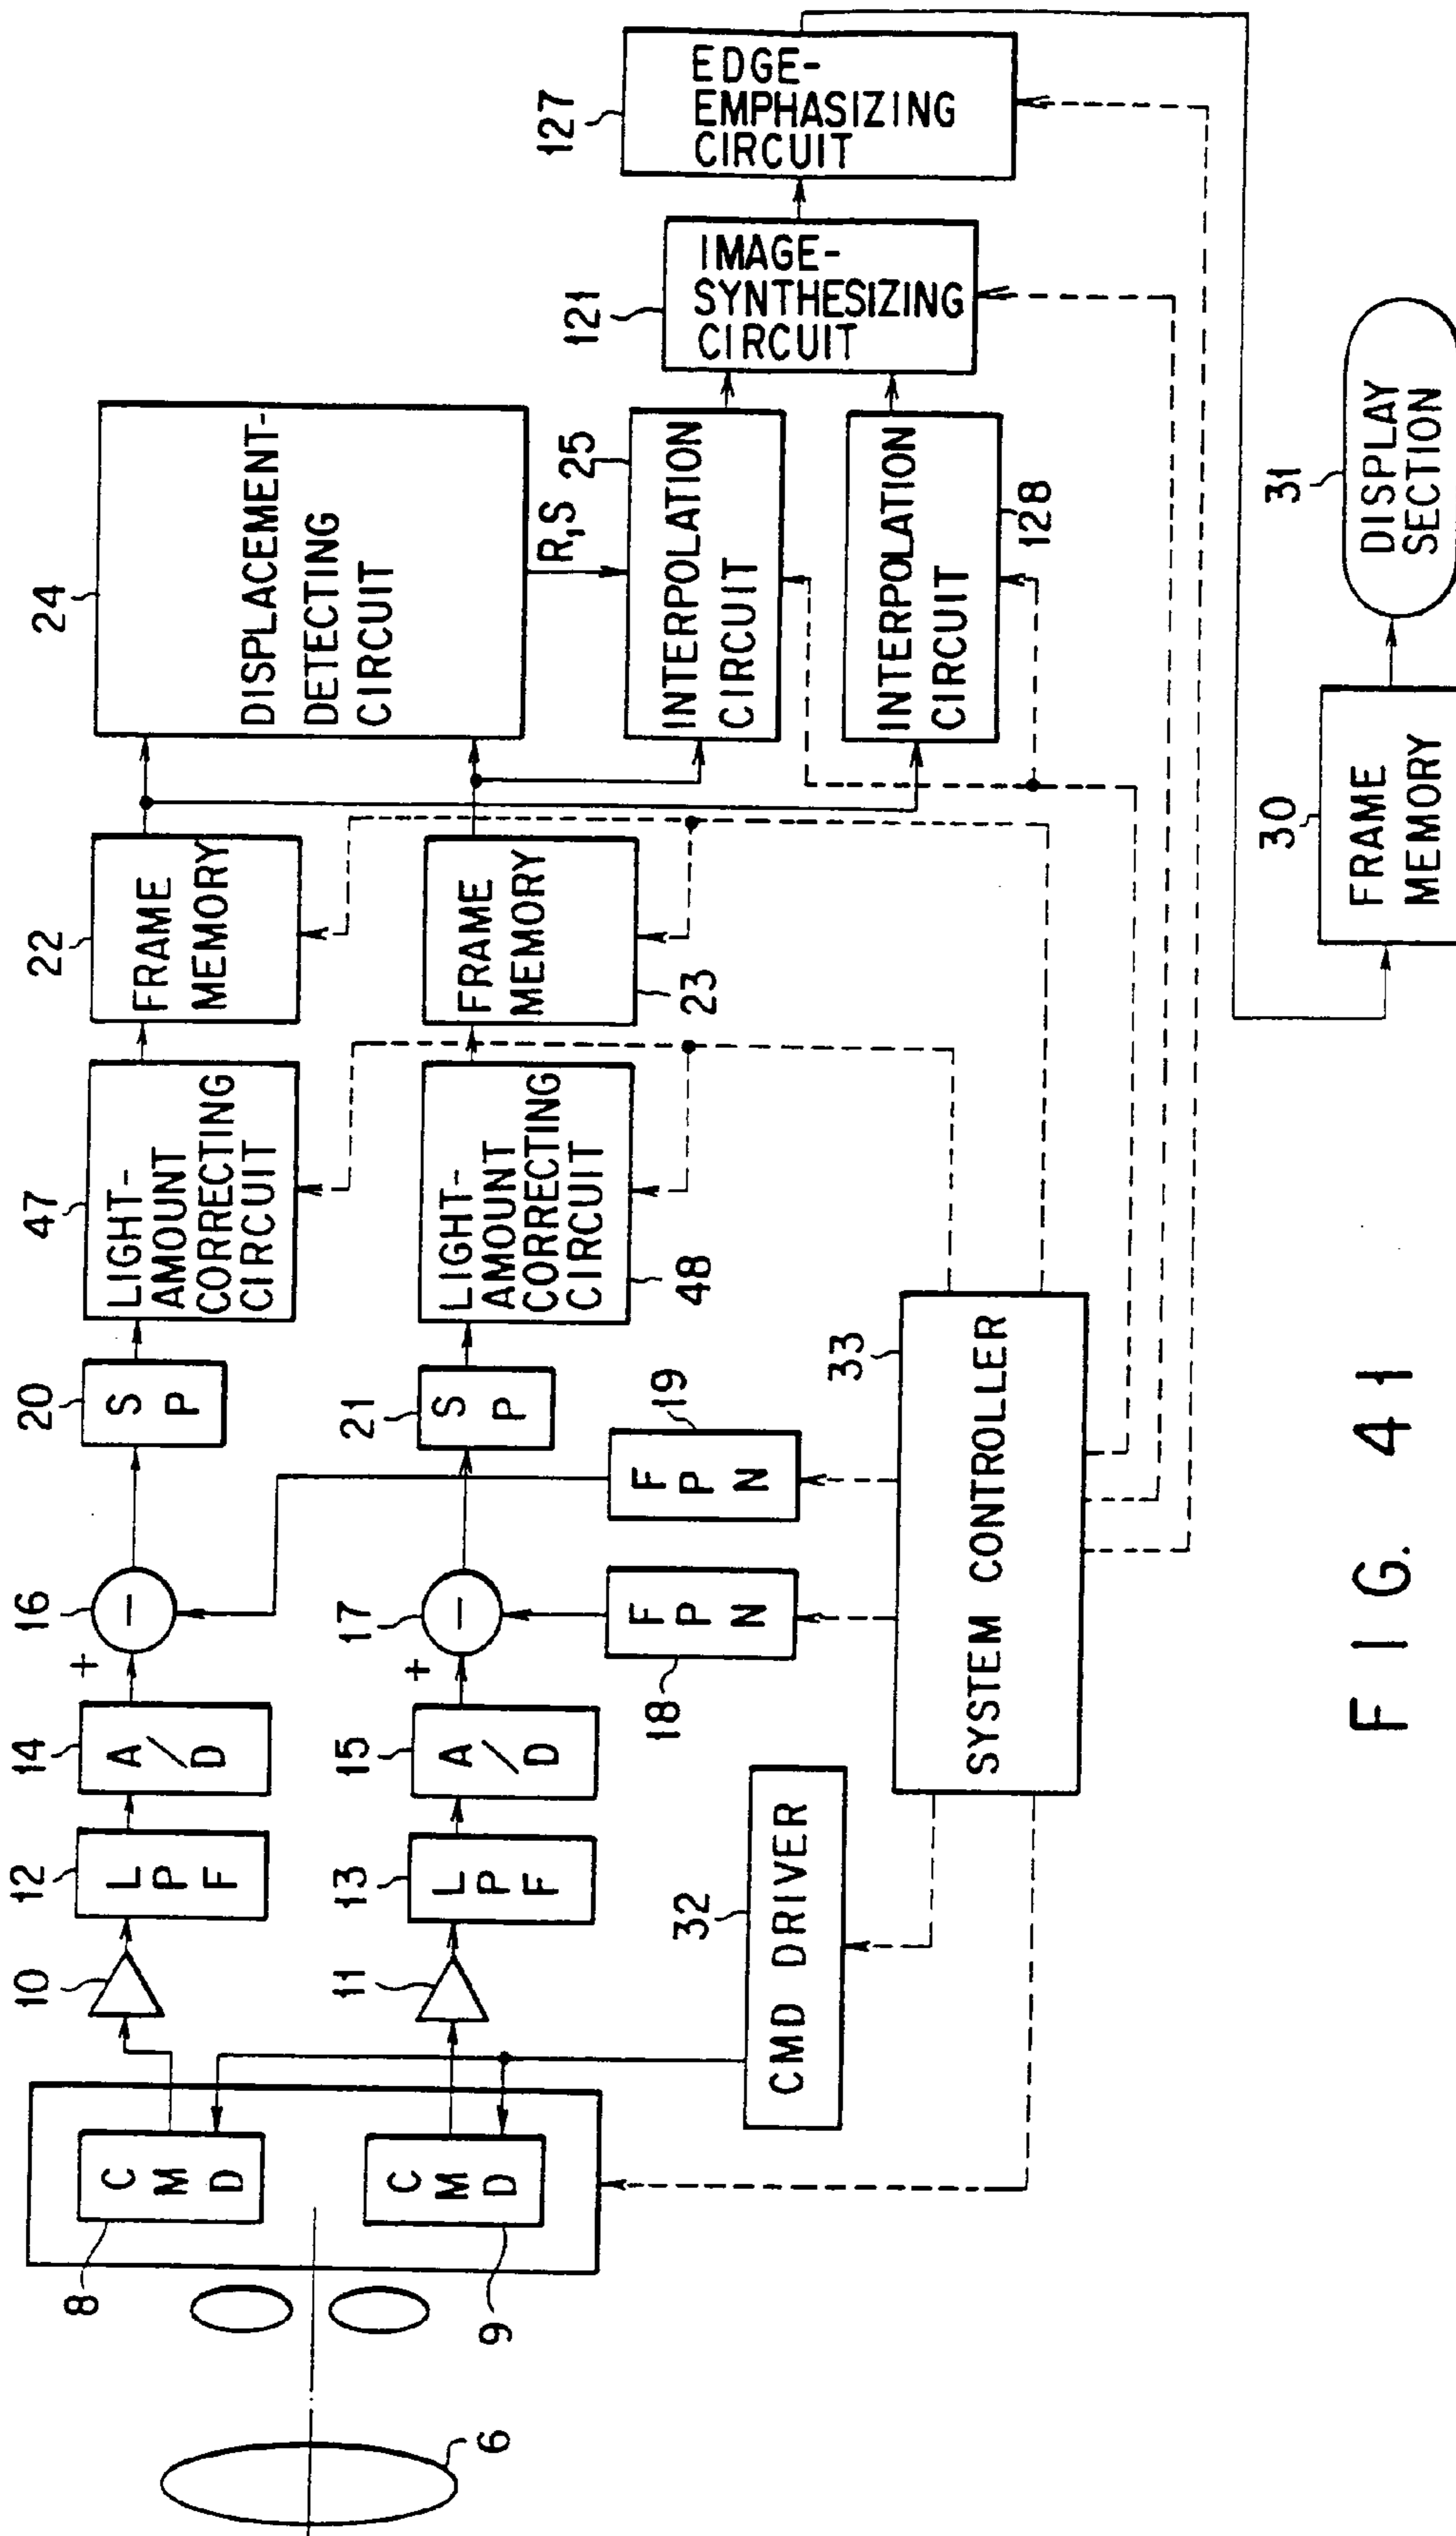 8
C
M
D
9
C
M
D
6
10
11
12
L
P
F
13
L
P
F
14
A
/
D
15
A
/
D
16
+
−
17
+
−
18
F
P
N
19
F
P
N
20
S
P
21
S
P
47
LIGHT-
AMOUNT
CORRECTING
CIRCUIT
48
LIGHT-
AMOUNT
CORRECTING
CIRCUIT
22
FRAME
MEMORY
23
FRAME
MEMORY
24
DISPLACEMENT-
DETECTING
CIRCUIT
R,S
25
INTERPOLATION
CIRCUIT
128
INTERPOLATION
CIRCUIT
121
IMAGE-
SYNTHESIZING
CIRCUIT
127
EDGE-
EMPHASIZING
CIRCUIT
32
CMD DRIVER
33
SYSTEM CONTROLLER
30
FRAME
MEMORY
31
DISPLAY
SECTION
FIG. 41